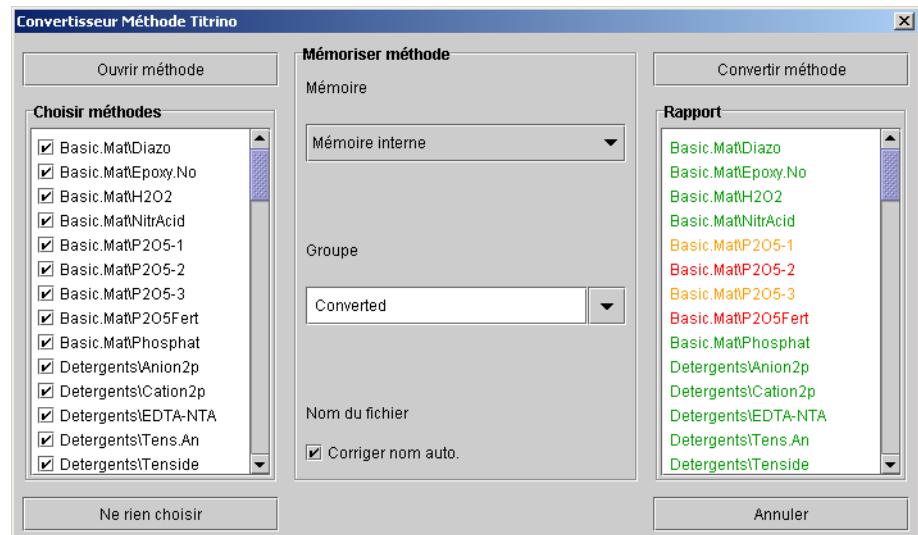 Convertisseur Méthode Titrino
Ouvrir méthode
Choisir méthodes
Basic.Mat\Diazo
Basic.Mat\Epoxy.No
Basic.Mat\H2O2
Basic.Mat\NitrAcid
Basic.Mat\P2O5-1
Basic.Mat\P2O5-2
Basic.Mat\P2O5-3
Basic.Mat\P2O5Fert
Basic.Mat\Phosphat
Detergents\Anion2p
Detergents\Cation2p
Detergents\EDTA-NTA
Detergents\Tens.An
Detergents\Tenside
Ne rien choisir
Mémoriser méthode
Mémoire
Mémoire interne
Groupe
Converted
Nom du fichier
Corriger nom auto.
Convertir méthode
Rapport
Basic.Mat\Diazo
Basic.Mat\Epoxy.No
Basic.Mat\H2O2
Basic.Mat\NitrAcid
Basic.Mat\P2O5-1
Basic.Mat\P2O5-2
Basic.Mat\P2O5-3
Basic.Mat\P2O5Fert
Basic.Mat\Phosphat
Detergents\Anion2p
Detergents\Cation2p
Detergents\EDTA-NTA
Detergents\Tens.An
Detergents\Tenside
Annuler